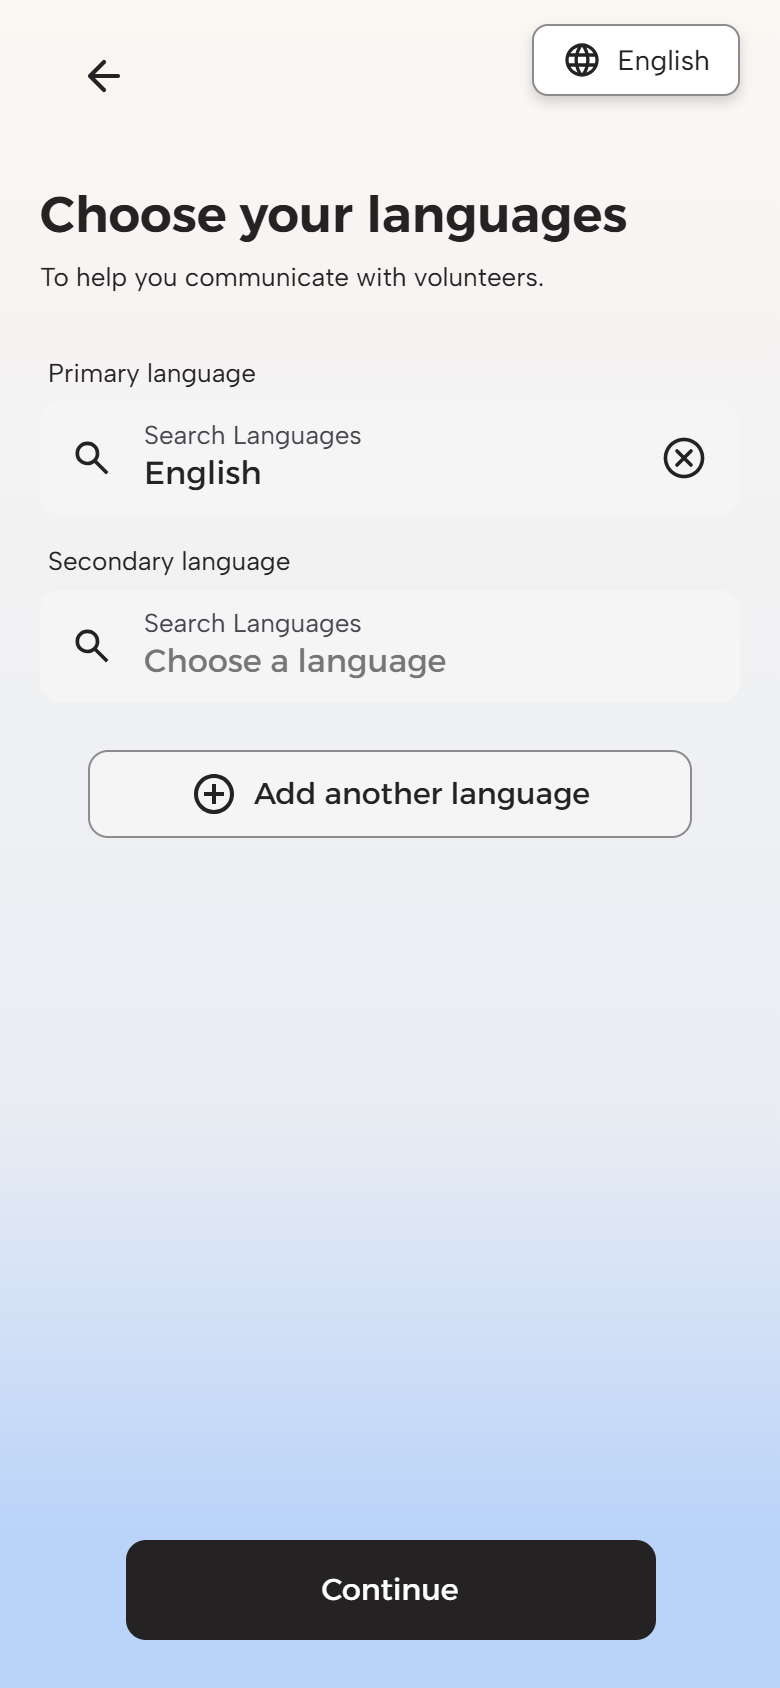 English
Choose your languages
To help you communicate with volunteers.
Primary language
Search Languages
English
Secondary language
Search Languages
Choose a language
Add another language
Continue